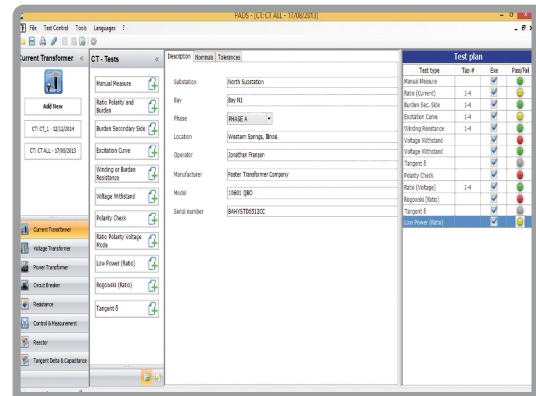 PADS - [CT: CT ALL - 17/08/2013]
File Test Control Tools Languages ?
Current Transformer «
Add New
CT: CT_1 - 12/12/2014
CT: CT ALL - 17/08/2013
Current Transformer
Voltage Transformer
Power Transformer
Circuit Breaker
Resistance
Control & Measurement
Reactor
Tangent Delta & Capacitance
CT - Tests «
Manual Measure
Ratio Polarity and
Burden
Burden Secondary Side
Excitation Curve
Winding or Burden
Resistance
Voltage Withstand
Polarity Check
Ratio Polarity Voltage
Mode
Low Power (Ratio)
Rogowski (Ratio)
Tangent δ
Description Nominals Tolerances
Substation North Substation
Bay Bay N1
Phase PHASE A
Location Western Springs, Illinois
Operator Jonathan Franzen
Manufacturer Foster Transformer Company
Model 10601 QBO
Serial number
Test plan
Test type Tap # Exe Pass/Fail
Manual Measure
Ratio (Current) 1-4
Burden Sec. Side 1-4
Excitation Curve 1-4
Winding Resistance 1-4
Voltage Withstand
Voltage Withstand
Tangent δ
Polarity Check
Ratio (Voltage) 1-4
Rogowski (Ratio)
Tangent δ
Low Power (Ratio)